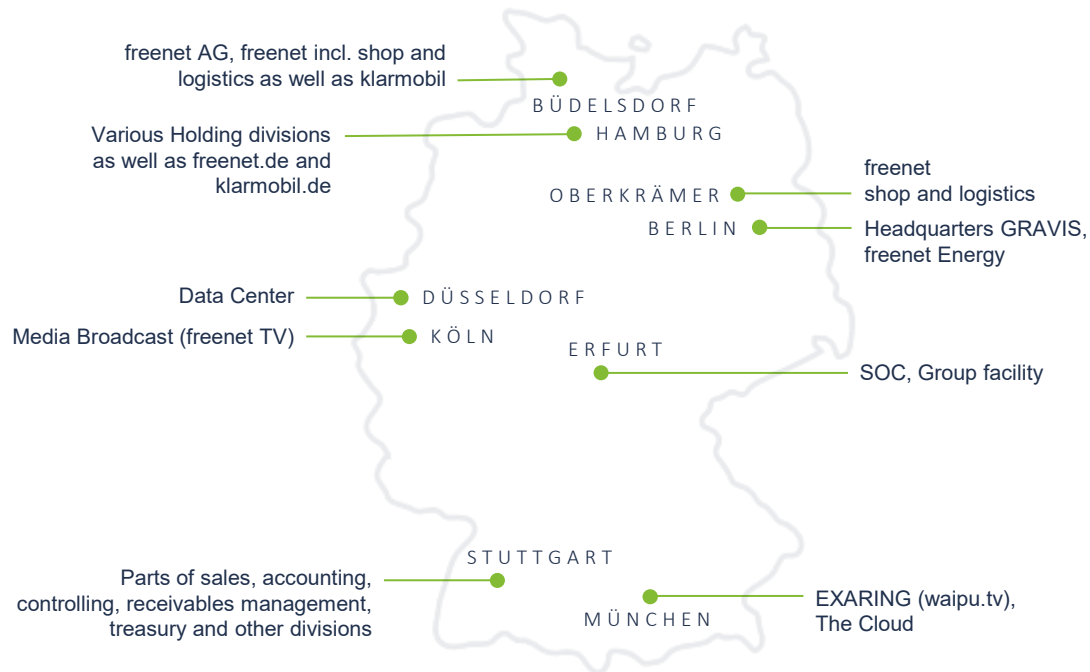 freenet AG, freenet incl. shop and
logistics as well as klarmobil
BÜDELSDORF
Various Holding divisions
as well as freenet.de and
klarmobil.de
HAMBURG
OBERKRÄMER
freenet
shop and logistics
BERLIN
Headquarters GRAVIS,
freenet Energy
Data Center
DÜSSELDORF
Media Broadcast (freenet TV)
KÖLN
ERFURT
SOC, Group facility
STUTTGART
Parts of sales, accounting,
controlling, receivables management,
treasury and other divisions
MÜNCHEN
EXARING (waipu.tv),
The Cloud